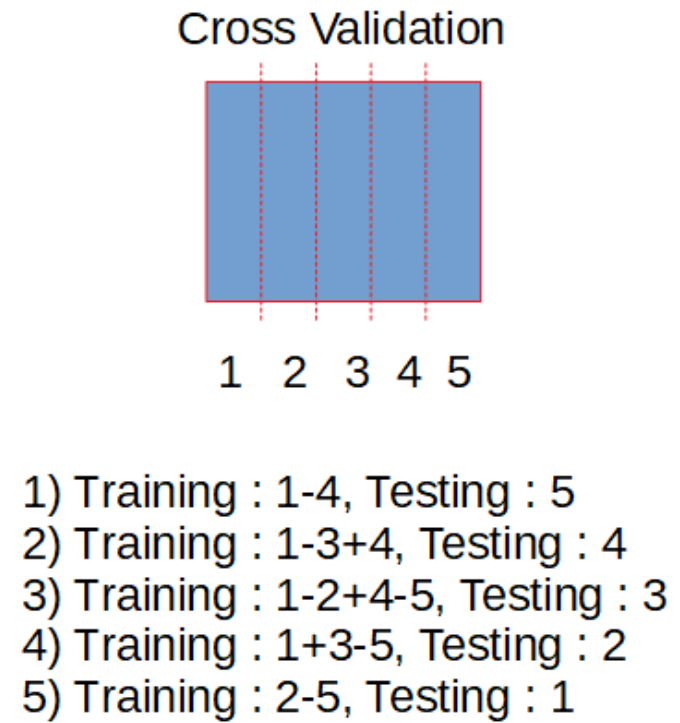 Cross Validation
1 2 3 4 5
1) Training : 1-4, Testing : 5
2) Training : 1-3+4, Testing : 4
3) Training : 1-2+4-5, Testing : 3
4) Training : 1+3-5, Testing : 2
5) Training : 2-5, Testing : 1